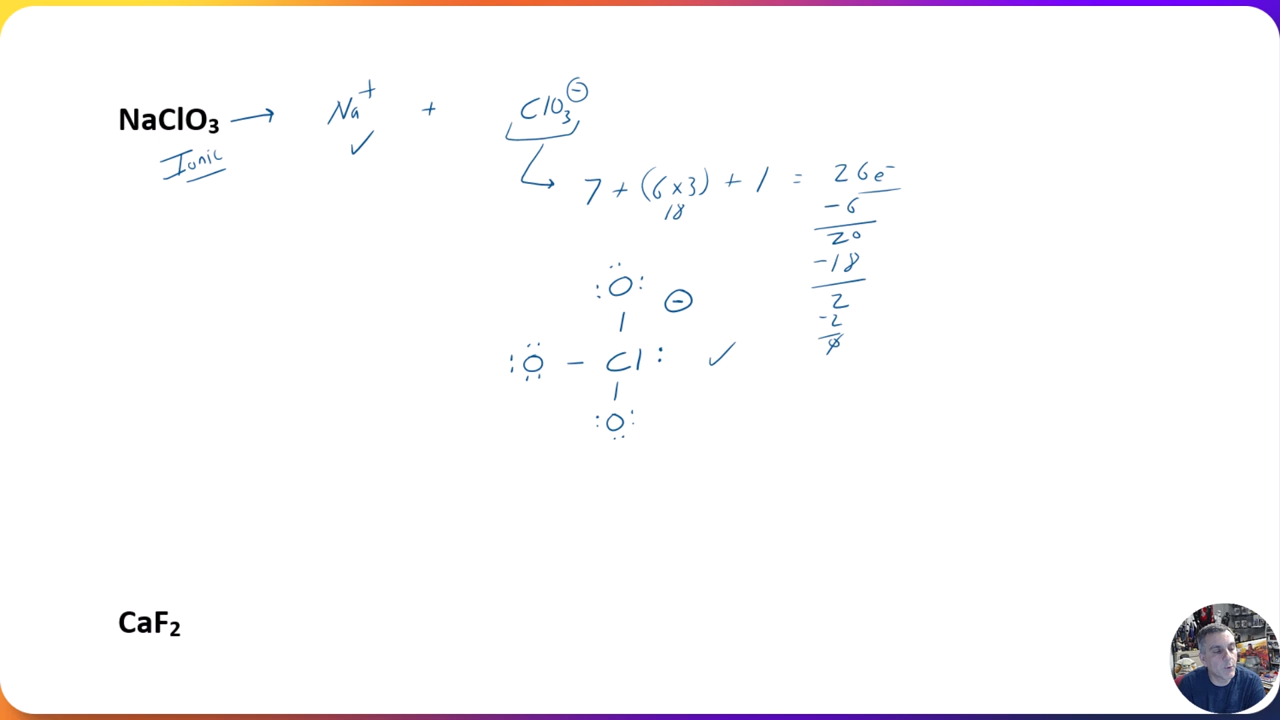 NaClO₃ → Na⁺ + ClO₃⊖
Ionic ✓
7 + (6 x 3) + 1 = 26e⁻
18
-6
20
-18
2
-2
0
:Ö:
⊖
:Ö: - Cl: ✓
:O:
CaF₂